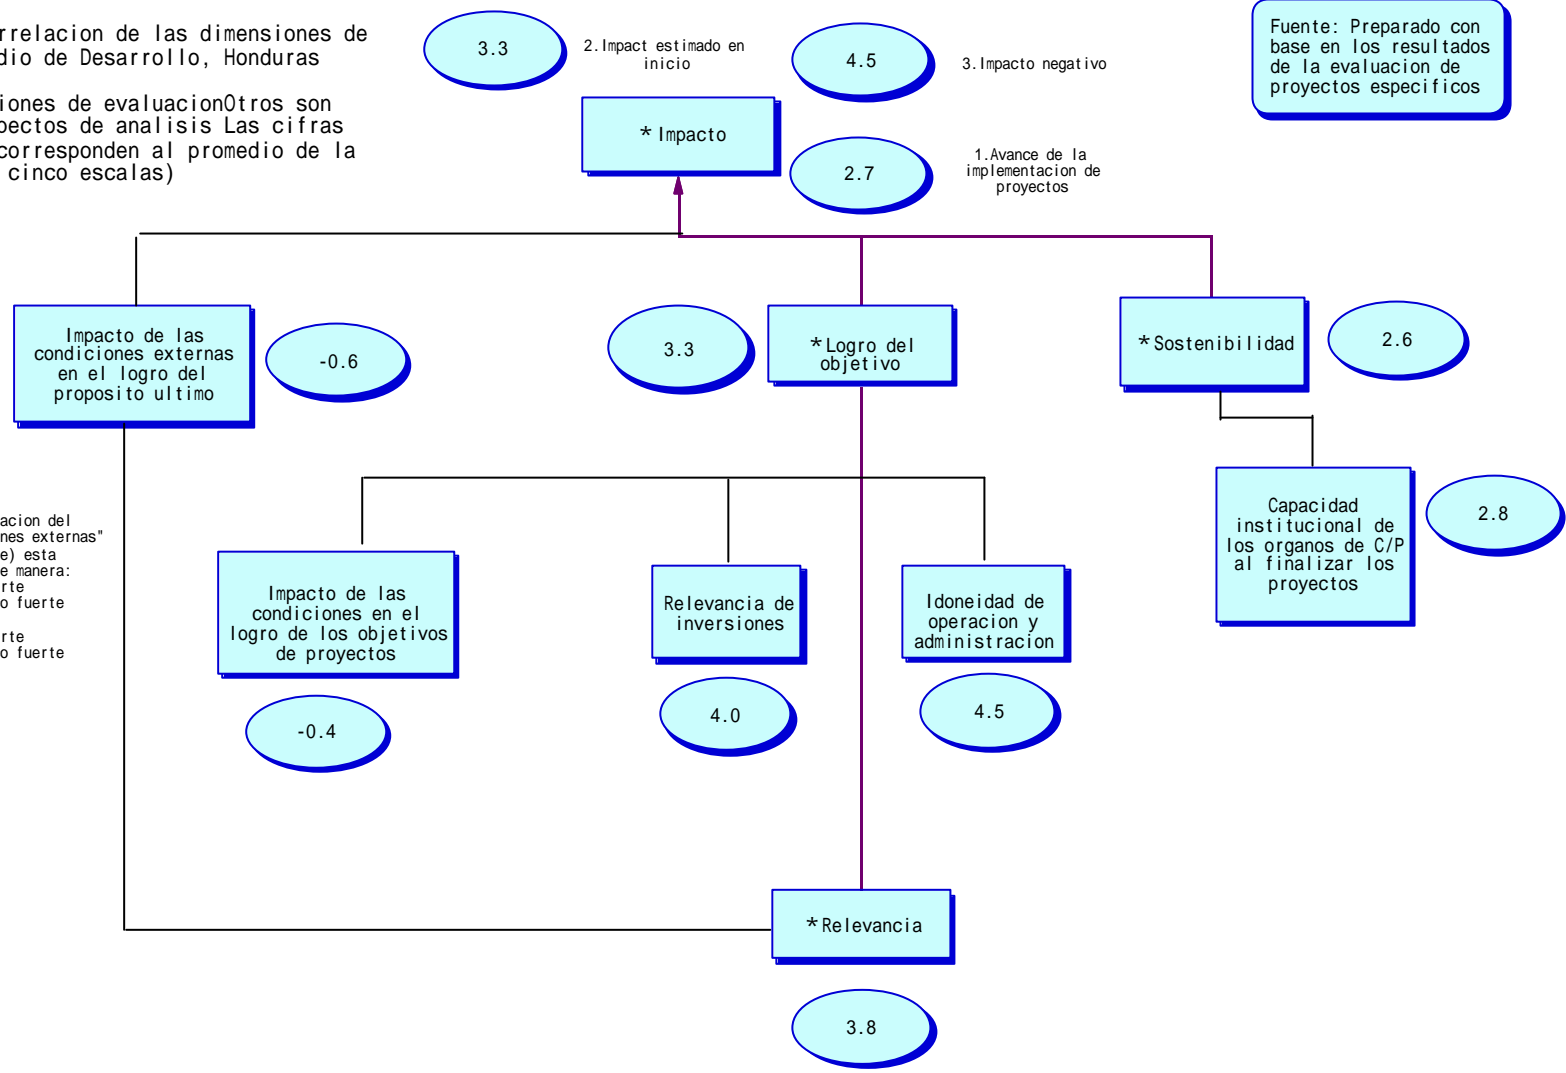 rrelacion de las dimensiones de
dio de Desarrollo, Honduras
iones de evaluacionOtros son
pectos de analisis Las cifras
corresponden al promedio de la
cinco escalas)
3.3
2.Impact estimado en
inicio
4.5
3.Impacto negativo
Fuente: Preparado con
base en los resultados
de la evaluacion de
proyectos especificos
*Impacto
2.7
1.Avance de la
implementacion de
proyectos
Impacto de las
condiciones externas
en el logro del
proposito ultimo
-0.6
3.3
*Logro del
objetivo
*Sostenibilidad
2.6
acion del
nes externas"
e) esta
e manera:
rte
o fuerte
rte
o fuerte
Impacto de las
condiciones en el
logro de los objetivos
de proyectos
-0.4
Relevancia de
inversiones
4.0
Idoneidad de
operacion y
administracion
4.5
Capacidad
institucional de
los organos de C/P
al finalizar los
proyectos
2.8
*Relevancia
3.8